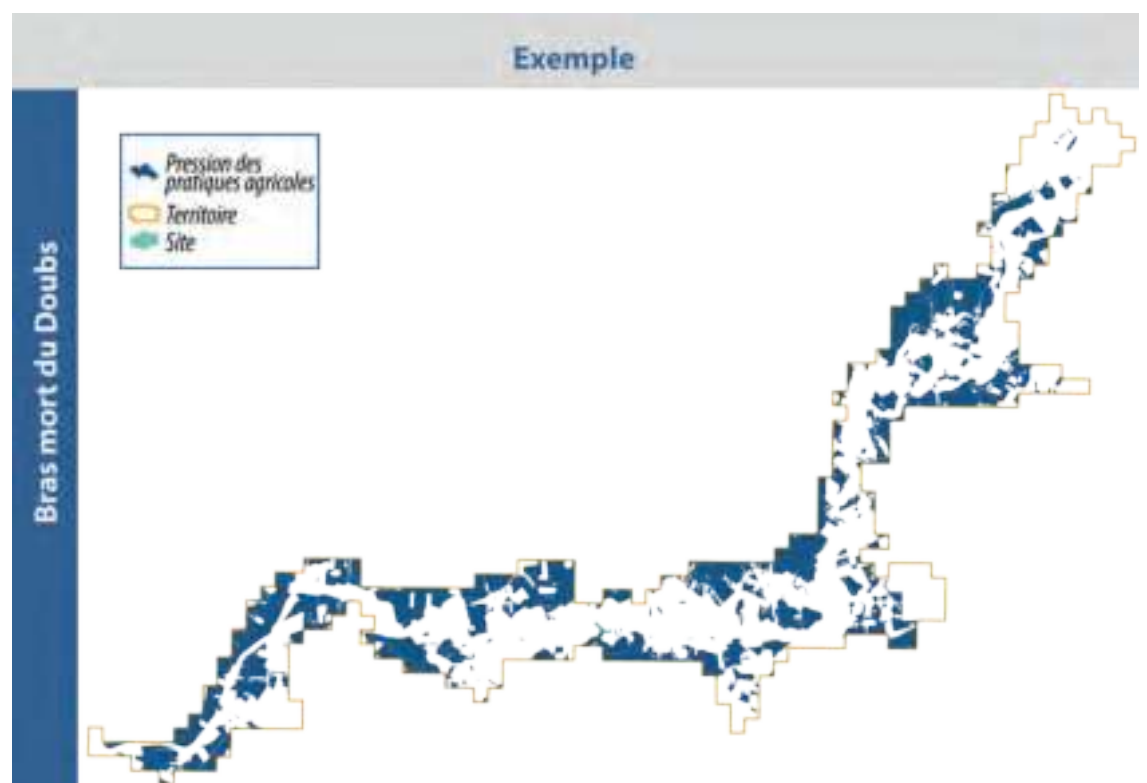 Exemple
Bras mort du Doubs
Pression des
pratiques agricoles
Territoire
Site